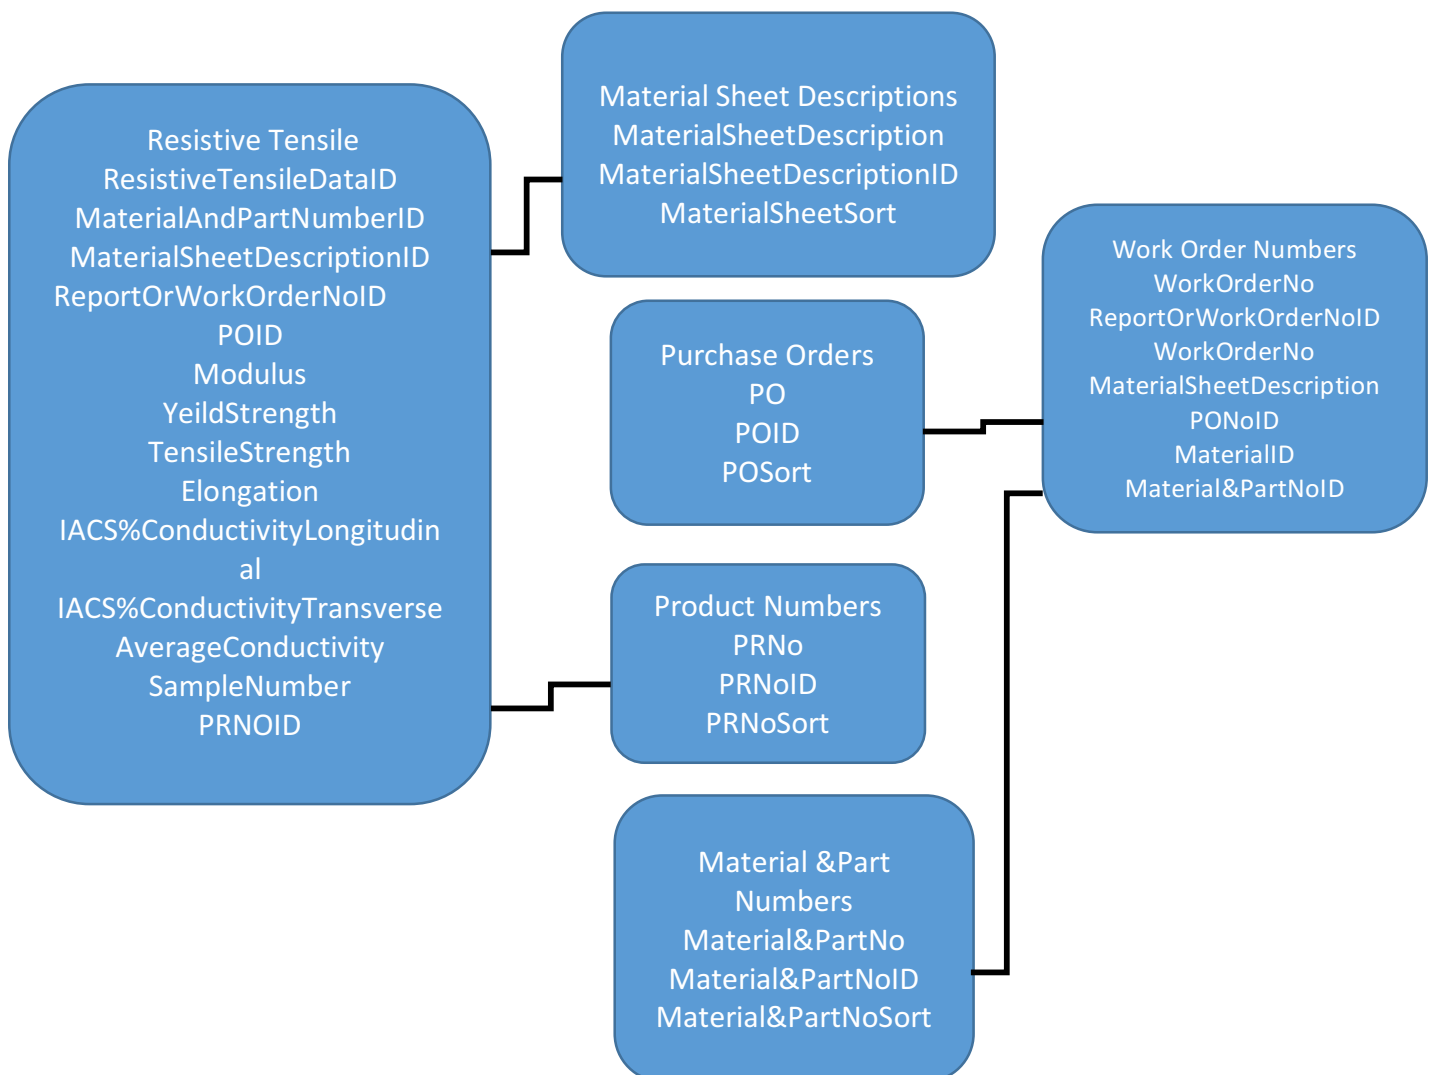 Resistive Tensile
ResistiveTensileDataID
MaterialAndPartNumberID
MaterialSheetDescriptionID
ReportOrWorkOrderNoID
POID
Modulus
YeildStrength
TensileStrength
Elongation
IACS%ConductivityLongitudin
al
IACS%ConductivityTransverse
AverageConductivity
SampleNumber
PRNOID
Material Sheet Descriptions
MaterialSheetDescription
MaterialSheetDescriptionID
MaterialSheetSort
Purchase Orders
PO
POID
POSort
Product Numbers
PRNo
PRNoID
PRNoSort
Material &Part
Numbers
Material&PartNo
Material&PartNoID
Material&PartNoSort
Work Order Numbers
WorkOrderNo
ReportOrWorkOrderNoID
WorkOrderNo
MaterialSheetDescription
PONoID
MaterialID
Material&PartNoID